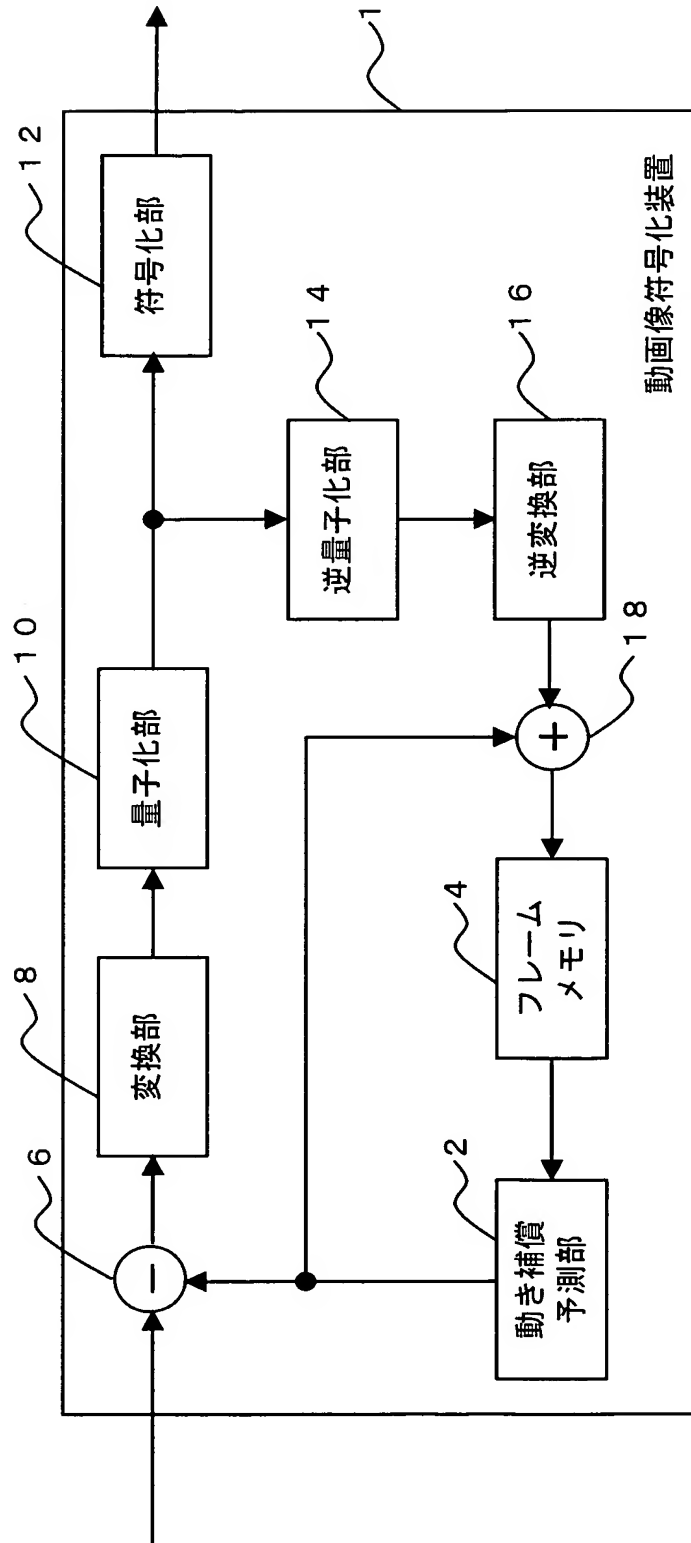 1
動画像符号化装置
6
変換部
8
量子化部
10
符号化部
12
逆量子化部
14
逆変換部
16
+
18
フレーム
メモリ
4
動き補償
予測部
2
−